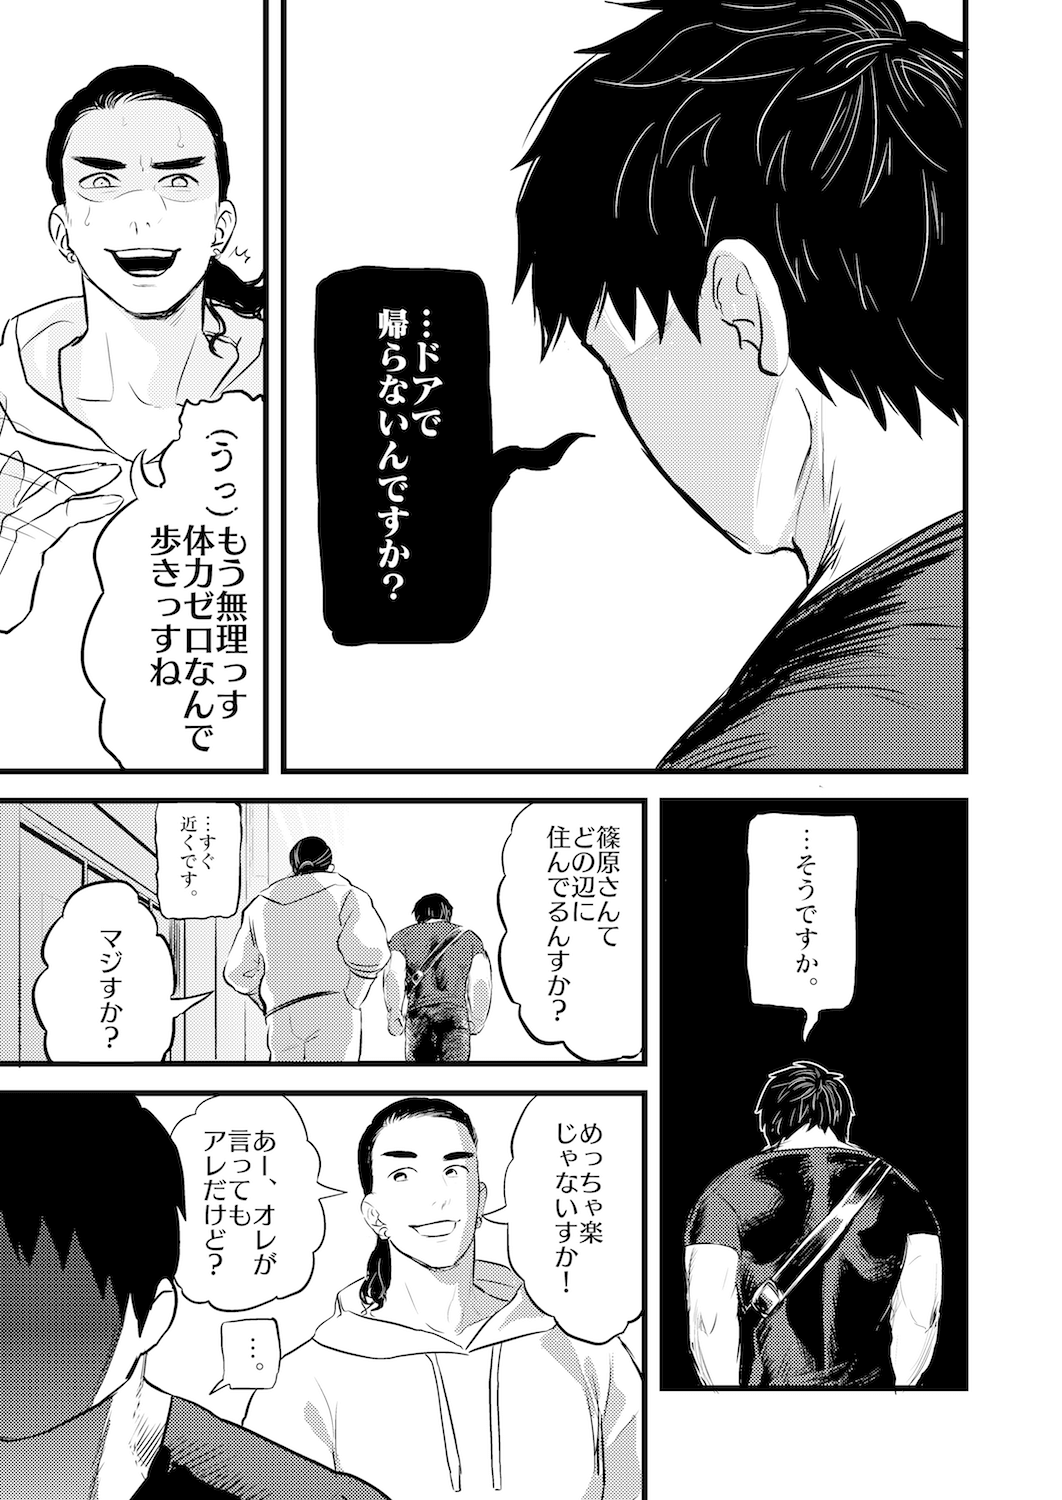 …ドアで
帰らないんですか？
(うっ)もう無理っす
体力ゼロなんで
歩きっすね
…そうですか。
篠原さんて
どの辺に
住んでるんすか？
…すぐ
近くです。
マジすか？
めっちゃ楽
じゃないすか！
あー、オレが
言っても
アレだけど？
…。